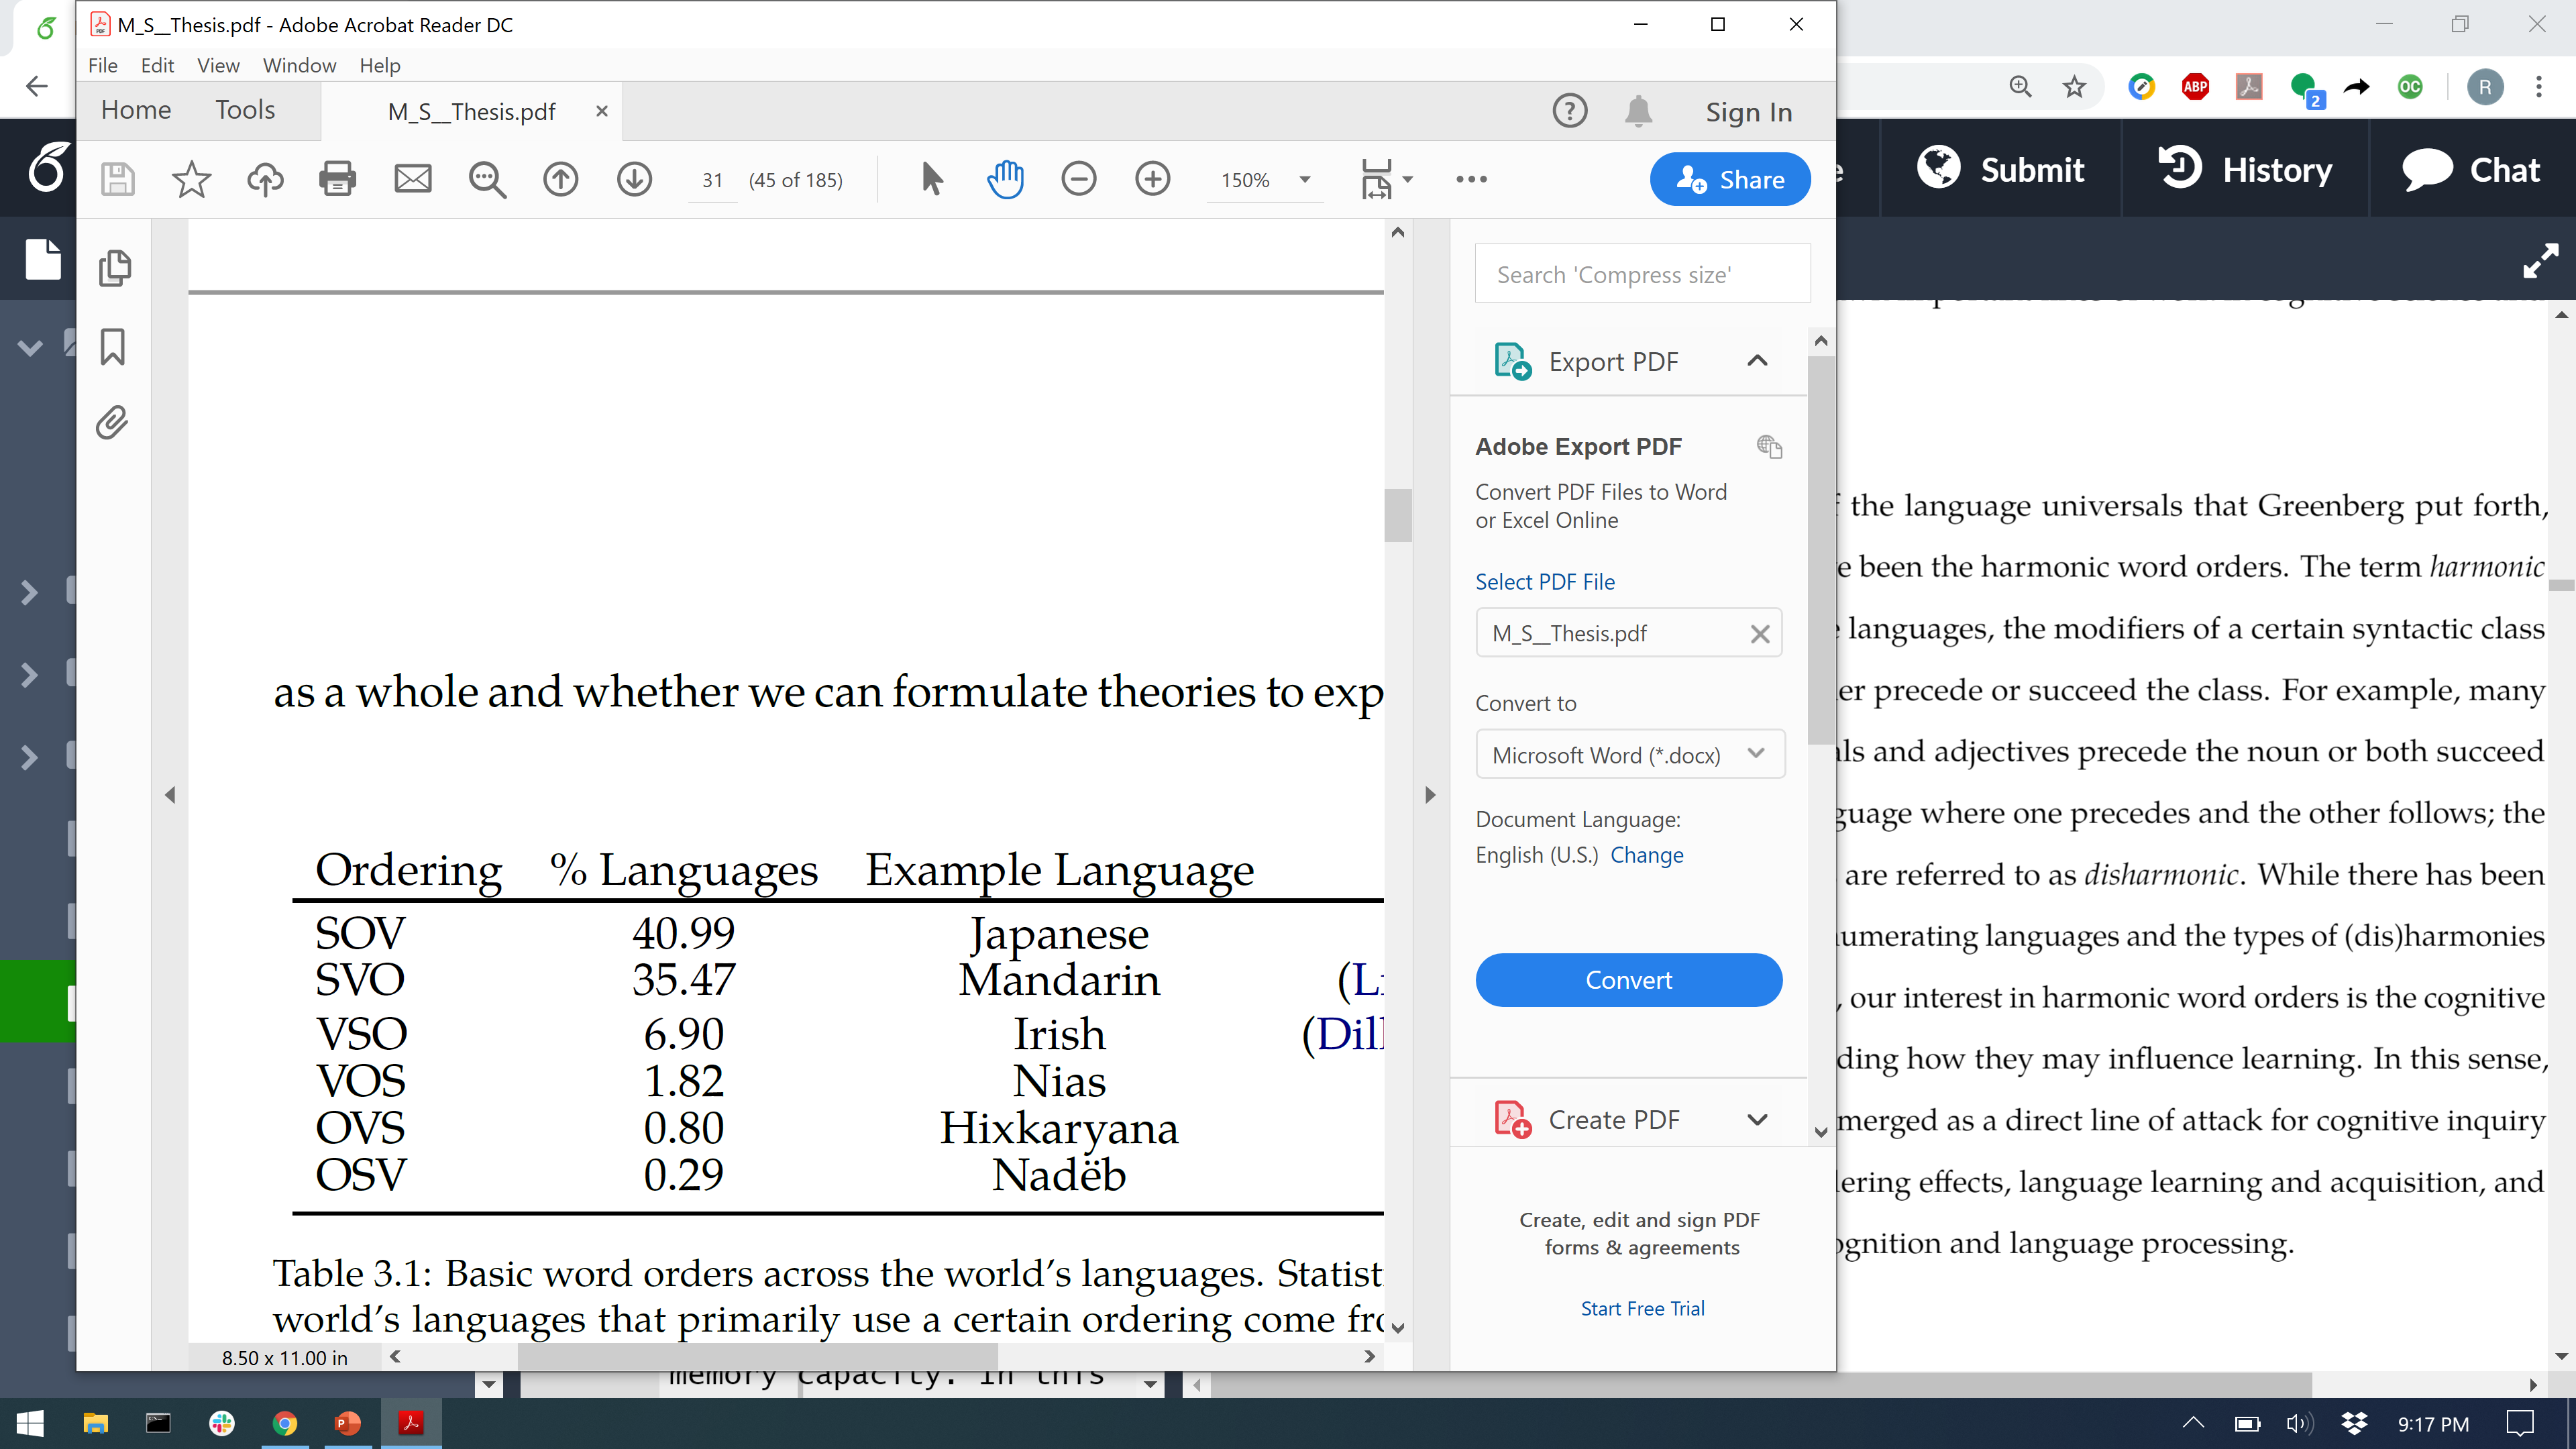 M_S__Thesis.pdf - Adobe Acrobat Reader DC
File Edit View Window Help
Home Tools M_S__Thesis.pdf Sign In
31 (45 of 185) 150% Share
ABP 2 OC R
Submit History Chat
as a whole and whether we can formulate theories to exp
Ordering % Languages Example Language
SOV 40.99 Japanese
SVO 35.47 Mandarin (Li
VSO 6.90 Irish (Dill
VOS 1.82 Nias
OVS 0.80 Hixkaryana
OSV 0.29 Nadëb
Table 3.1: Basic word orders across the world's languages. Statist
world's languages that primarily use a certain ordering come fro
8.50 x 11.00 in
Search 'Compress size'
Export PDF
Adobe Export PDF
Convert PDF Files to Word
or Excel Online
Select PDF File
M_S__Thesis.pdf
Convert to
Microsoft Word (*.docx)
Document Language:
English (U.S.) Change
Convert
Create PDF
Create, edit and sign PDF
forms & agreements
Start Free Trial
the language universals that Greenberg put forth,
e been the harmonic word orders. The term harmonic
languages, the modifiers of a certain syntactic class
er precede or succeed the class. For example, many
ls and adjectives precede the noun or both succeed
guage where one precedes and the other follows; the
are referred to as disharmonic. While there has been
numerating languages and the types of (dis)harmonies
, our interest in harmonic word orders is the cognitive
ding how they may influence learning. In this sense,
merged as a direct line of attack for cognitive inquiry
dering effects, language learning and acquisition, and
ognition and language processing.
memory capacity. In this
9:17 PM